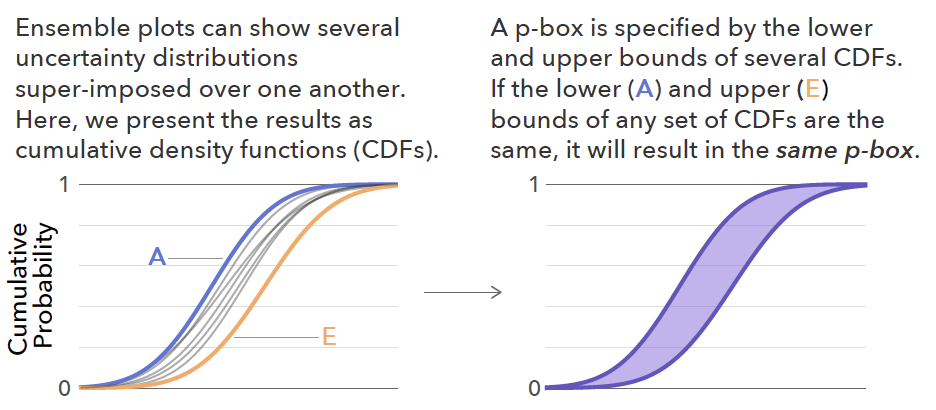 Ensemble plots can show several
uncertainty distributions
super-imposed over one another.
Here, we present the results as
cumulative density functions (CDFs).
A p-box is specified by the lower
and upper bounds of several CDFs.
If the lower (A) and upper (E)
bounds of any set of CDFs are the
same, it will result in the same p-box.
Cumulative
Probability
1
A
E
0
1
0